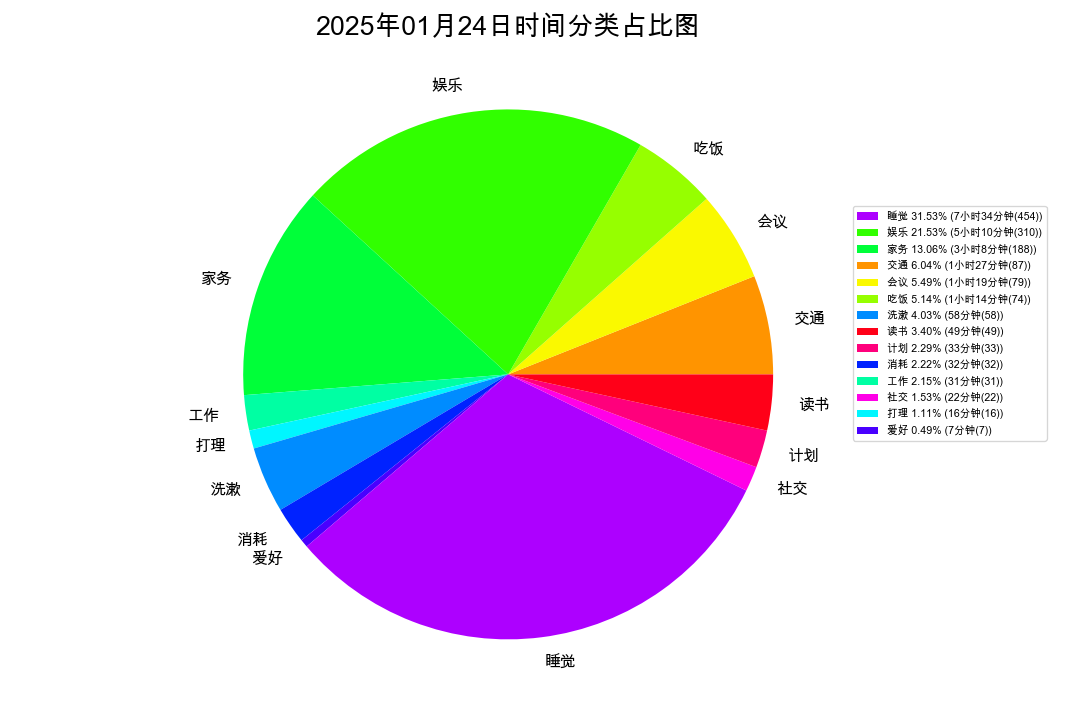 2025年01月24日时间分类占比图
娱乐
吃饭
会议
家务
交通
工作
打理
洗漱
消耗
爱好
睡觉
读书
计划
社交
睡觉 31.53% (7小时34分钟(454))
娱乐 21.53% (5小时10分钟(310))
家务 13.06% (3小时8分钟(188))
交通 6.04% (1小时27分钟(87))
会议 5.49% (1小时19分钟(79))
吃饭 5.14% (1小时14分钟(74))
洗漱 4.03% (58分钟(58))
读书 3.40% (49分钟(49))
计划 2.29% (33分钟(33))
消耗 2.22% (32分钟(32))
工作 2.15% (31分钟(31))
社交 1.53% (22分钟(22))
打理 1.11% (16分钟(16))
爱好 0.49% (7分钟(7))